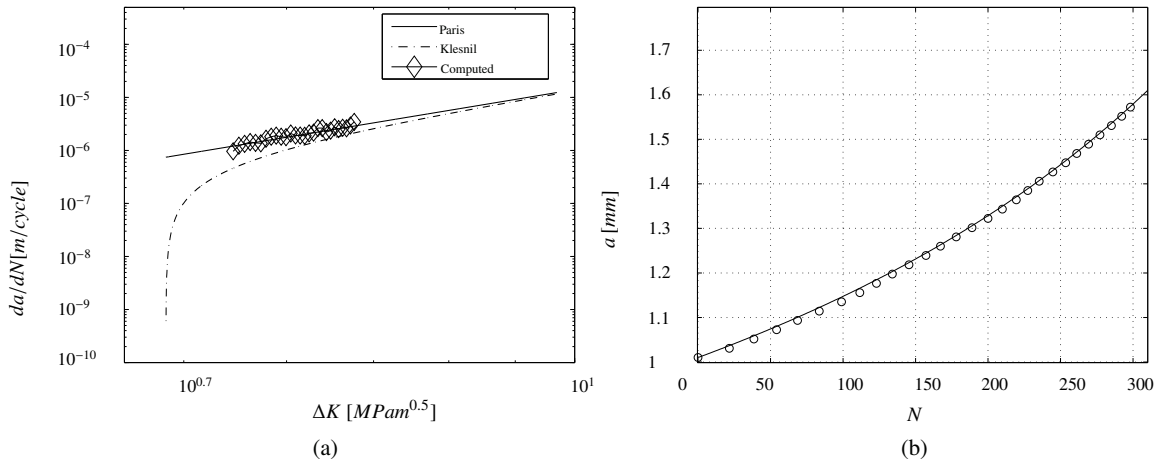 Paris
Klesnil
Computed
10⁻⁴
10⁻⁵
10⁻⁶
10⁻⁷
10⁻⁸
10⁻⁹
10⁻¹⁰
da/dN[m/cycle]
10^0.7
10¹
ΔK [MPam^0.5]
(a)
1.7
1.6
1.5
1.4
1.3
1.2
1.1
1
a [mm]
0 50 100 150 200 250 300
N
(b)